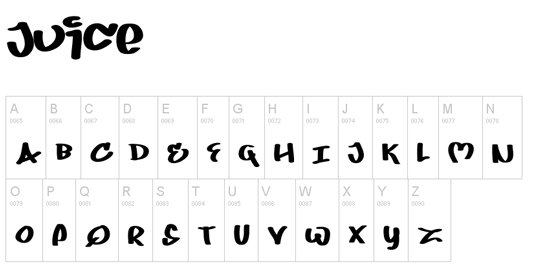 Juice
A B C D E F G H I J K L M N
0065 0066 0067 0068 0069 0070 0071 0072 0073 0074 0075 0076 0077 0078
A B C D E F G H I J K L M N
O P Q R S T U V W X Y Z
0079 0080 0081 0082 0083 0084 0085 0086 0087 0088 0089 0090
O P Q R S T U V W X Y Z